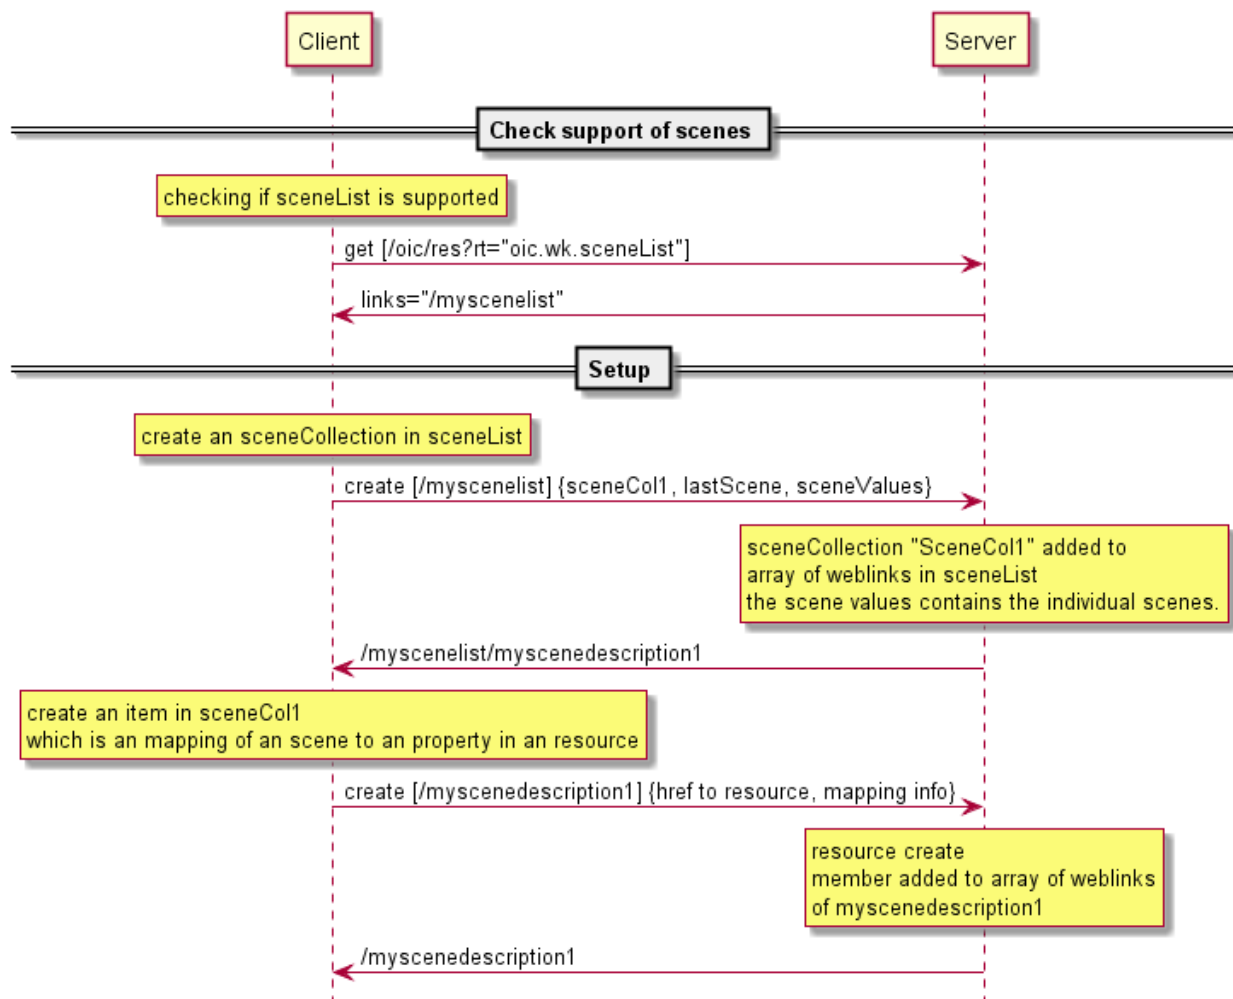 Client
Server
Check support of scenes
checking if sceneList is supported
get [/oic/res?rt="oic.wk.sceneList"]
links="/myscenelist"
Setup
create an sceneCollection in sceneList
create [/myscenelist] {sceneCol1, lastScene, sceneValues}
sceneCollection "SceneCol1" added to
array of weblinks in sceneList
the scene values contains the individual scenes.
/myscenelist/myscenedescription1
create an item in sceneCol1
which is an mapping of an scene to an property in an resource
create [/myscenedescription1] {href to resource, mapping info}
resource create
member added to array of weblinks
of myscenedescription1
/myscenedescription1